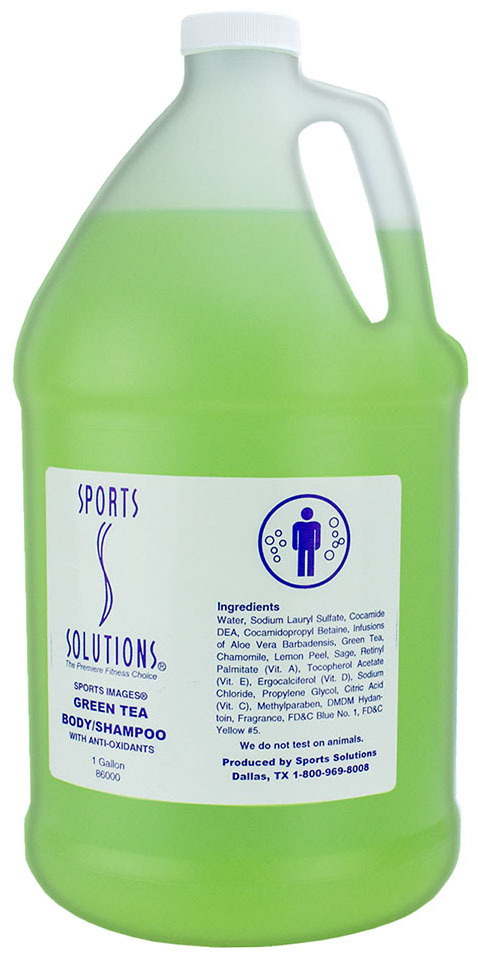 SPORTS
SOLUTIONS®
The Premiere Fitness Choice
SPORTS IMAGES®
GREEN TEA
BODY/SHAMPOO
WITH ANTI-OXIDANTS
1 Gallon
86000
Ingredients
Water, Sodium Lauryl Sulfate, Cocamide
DEA, Cocamidopropyl Betaine, Infusions
of Aloe Vera Barbadensis, Green Tea,
Chamomile, Lemon Peel, Sage, Retinyl
Palmitate (Vit. A), Tocopherol Acetate
(Vit. E), Ergocalciferol (Vit. D), Sodium
Chloride, Propylene Glycol, Citric Acid
(Vit. C), Methylparaben, DMDM Hydan-
toin, Fragrance, FD&C Blue No. 1, FD&C
Yellow #5.
We do not test on animals.
Produced by Sports Solutions
Dallas, TX 1-800-969-8008